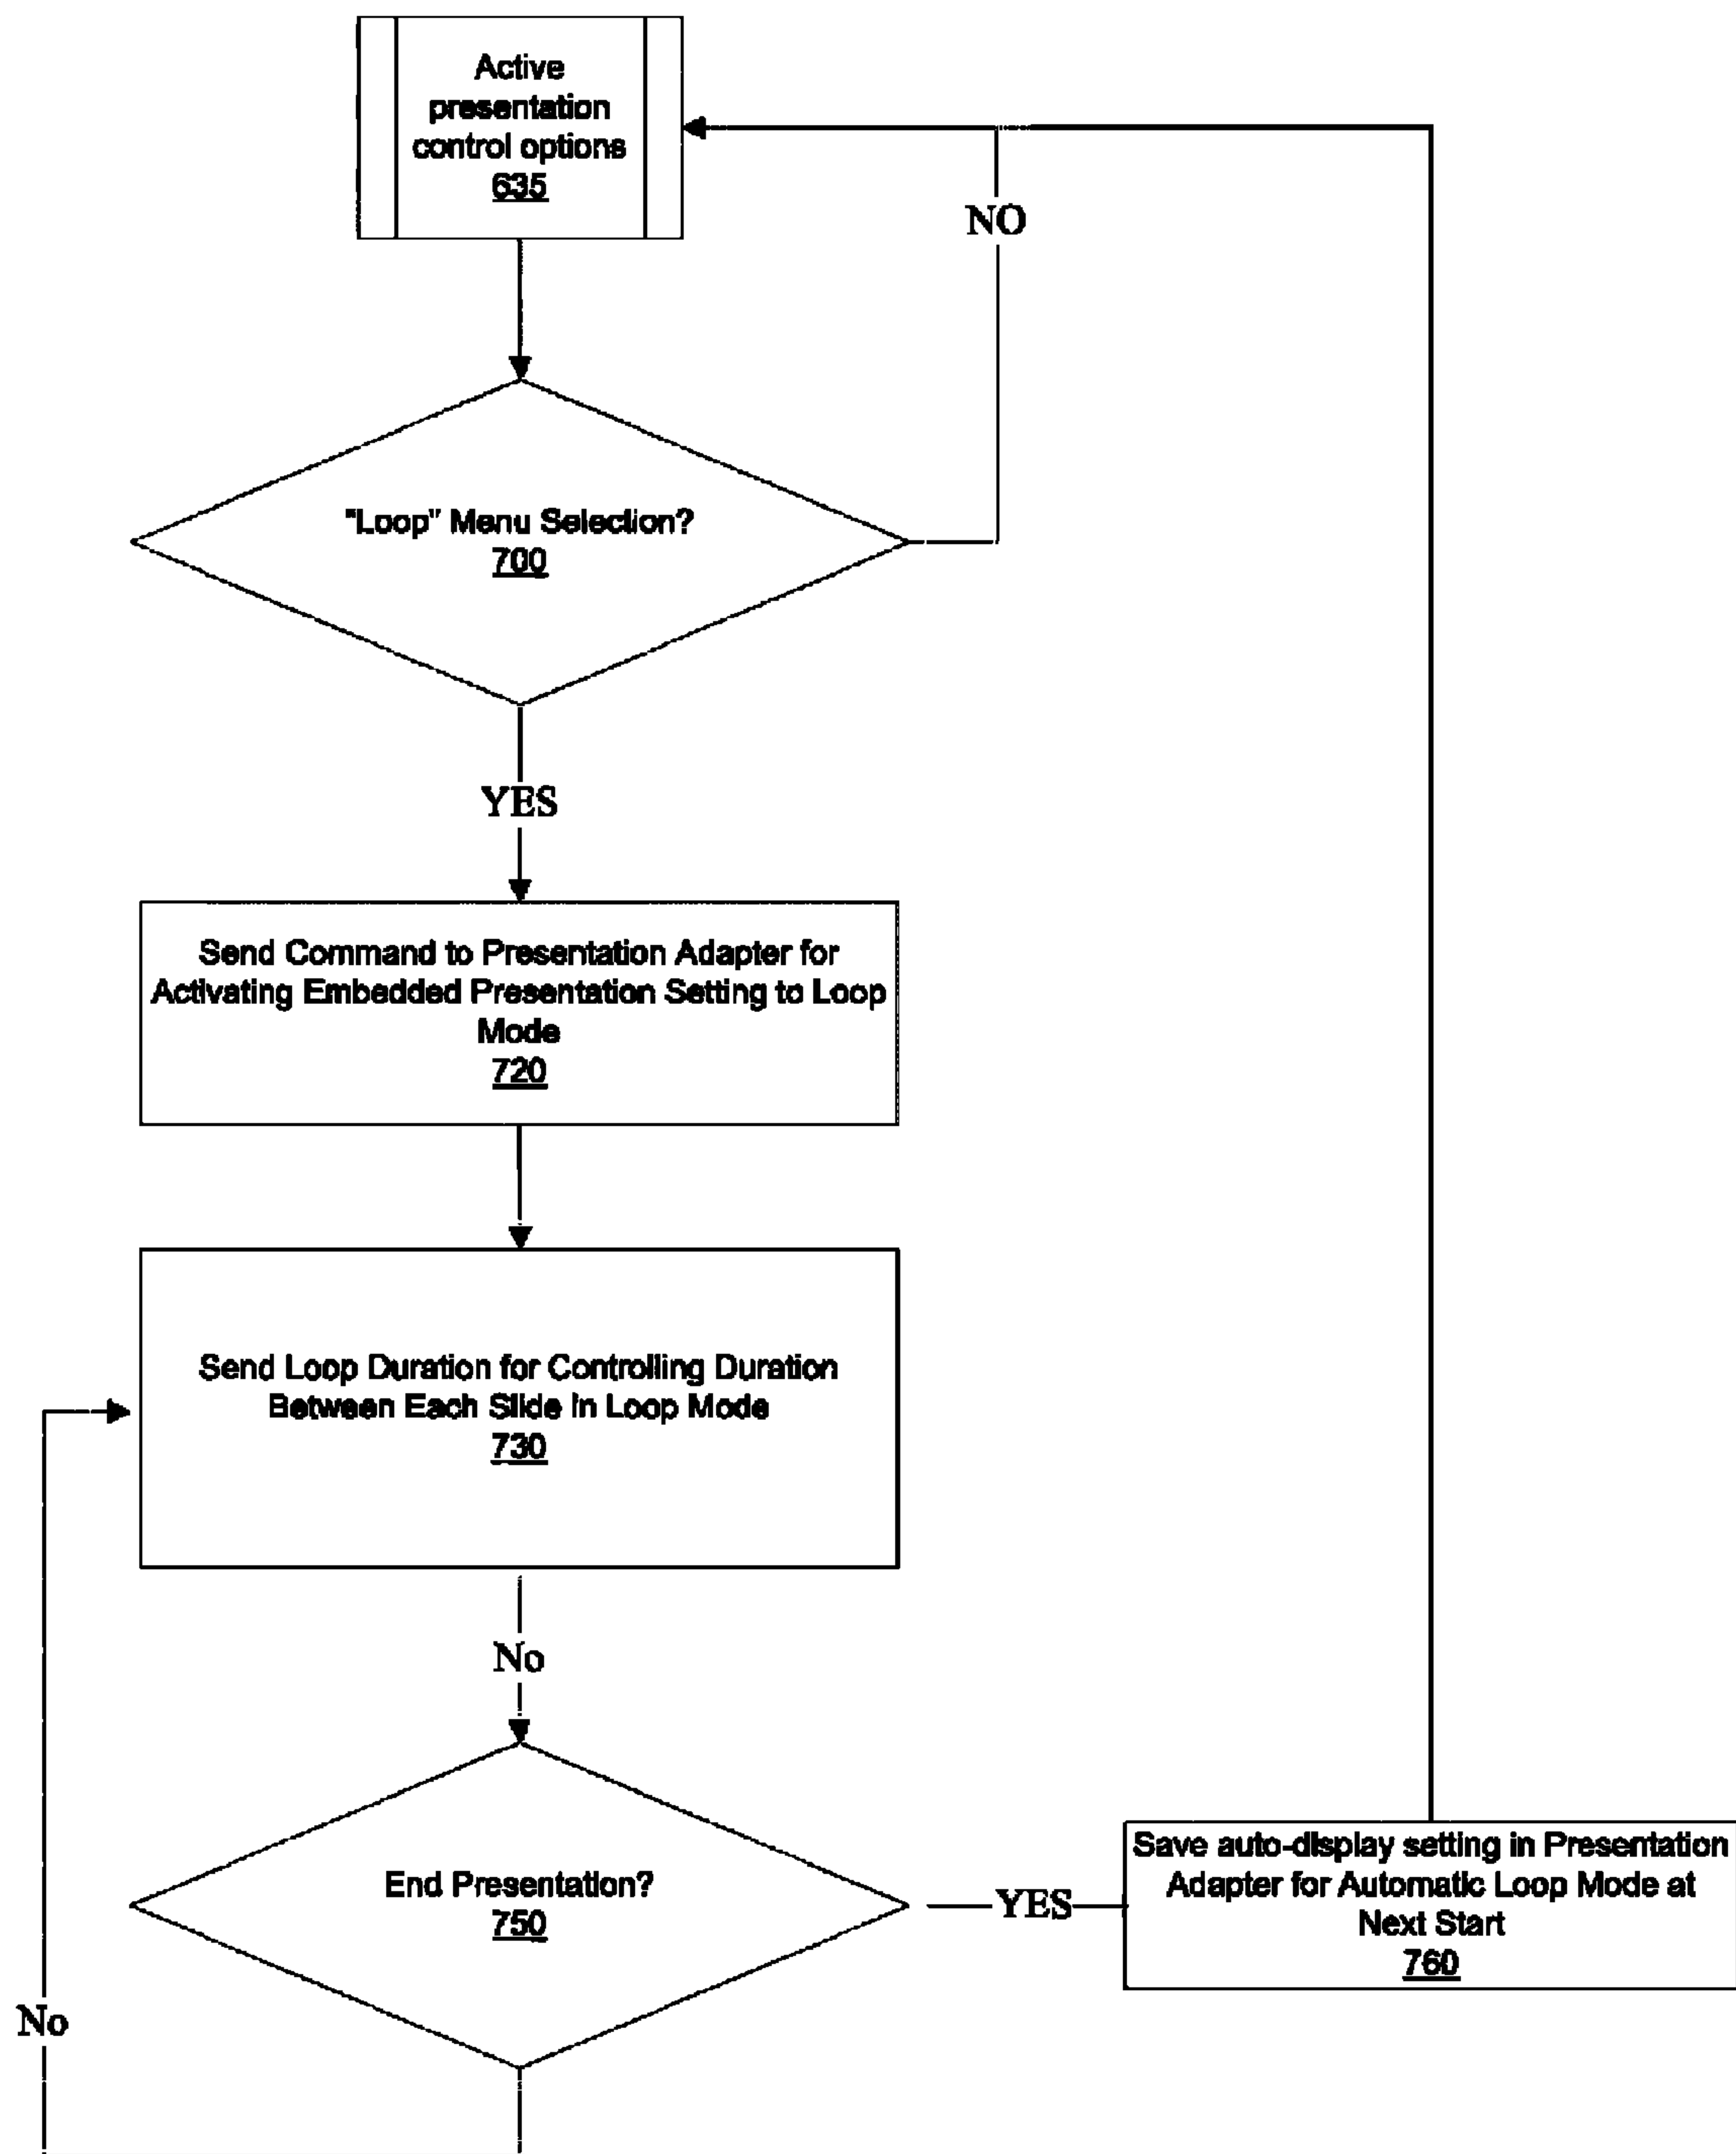 Active
presentation
control options
635
NO
"Loop" Menu Selection?
700
YES
Send Command to Presentation Adapter for
Activating Embedded Presentation Setting to Loop
Mode
720
Send Loop Duration for Controlling Duration
Between Each Slide in Loop Mode
730
No
End Presentation?
750
YES
Save auto-display setting in Presentation
Adapter for Automatic Loop Mode at
Next Start
760
No